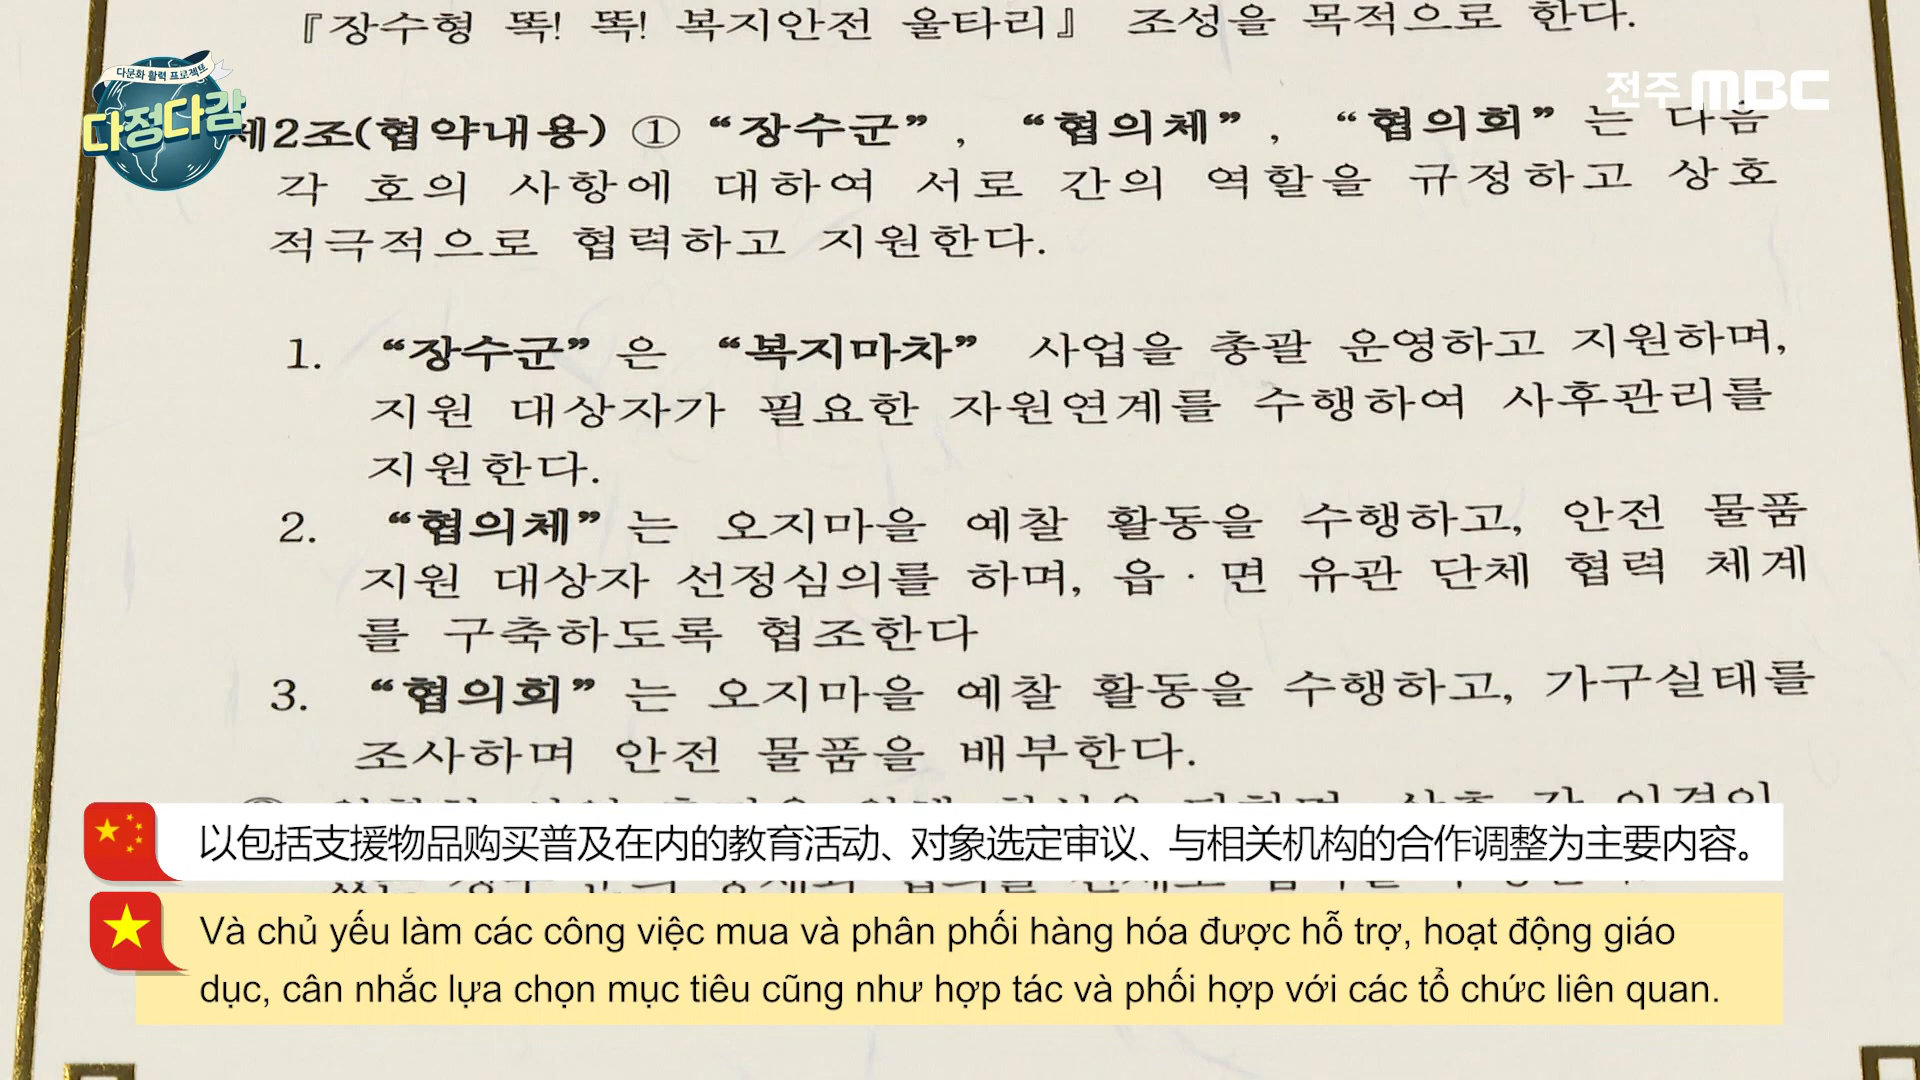 『장수형 똑! 똑! 복지안전 울타리』 조성을 목적으로 한다.
다문화 활력 프로젝트
다정다감
전주 MBC
제2조(협약내용) ① “장수군”, “협의체”, “협의회”는 다음
각 호의 사항에 대하여 서로 간의 역할을 규정하고 상호
적극적으로 협력하고 지원한다.
1. “장수군”은 “복지마차” 사업을 총괄 운영하고 지원하며,
지원 대상자가 필요한 자원연계를 수행하여 사후관리를
지원한다.
2. “협의체”는 오지마을 예찰 활동을 수행하고, 안전 물품
지원 대상자 선정심의를 하며, 읍·면 유관 단체 협력 체계
를 구축하도록 협조한다
3. “협의회”는 오지마을 예찰 활동을 수행하고, 가구실태를
조사하며 안전 물품을 배부한다.
以包括支援物品购买普及在内的教育活动、对象选定审议、与相关机构的合作调整为主要内容。
Và chủ yếu làm các công việc mua và phân phối hàng hóa được hỗ trợ, hoạt động giáo
dục, cân nhắc lựa chọn mục tiêu cũng như hợp tác và phối hợp với các tổ chức liên quan.